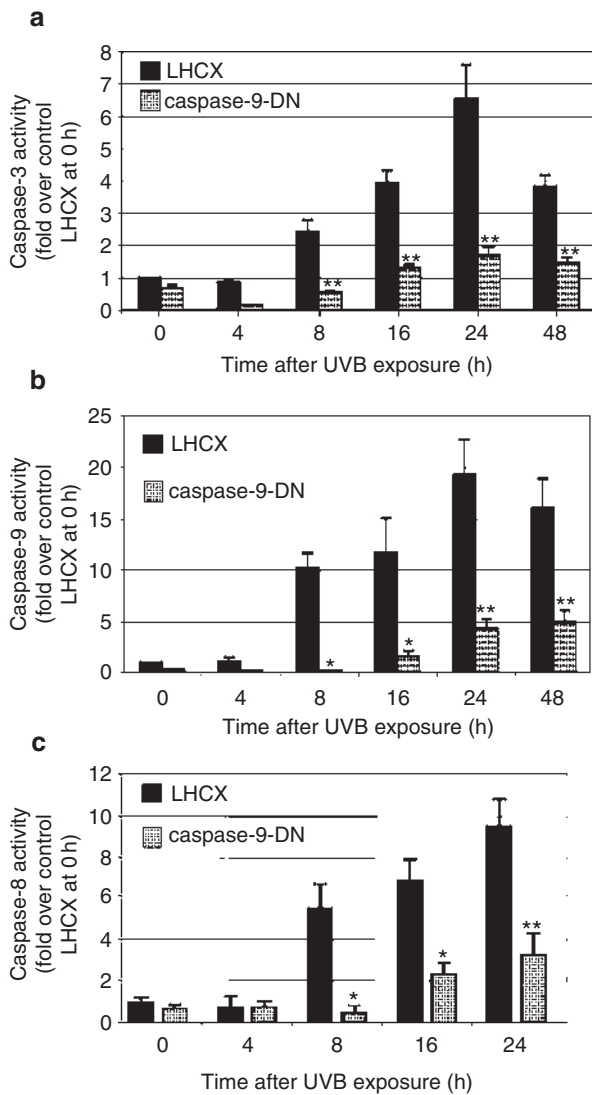 a
8
7
6
5
4
3
2
1
0
Caspase-3 activity
(fold over control
LHCX at 0 h)
LHCX
caspase-9-DN
**
**
**
**
0 4 8 16 24 48
Time after UVB exposure (h)
b
25
20
15
10
5
0
Caspase-9 activity
(fold over control
LHCX at 0 h)
LHCX
caspase-9-DN
*
*
**
**
0 4 8 16 24 48
Time after UVB exposure (h)
c
12
10
8
6
4
2
0
Caspase-8 activity
(fold over control
LHCX at 0h)
LHCX
caspase-9-DN
*
*
**
0 4 8 16 24
Time after UVB exposure (h)